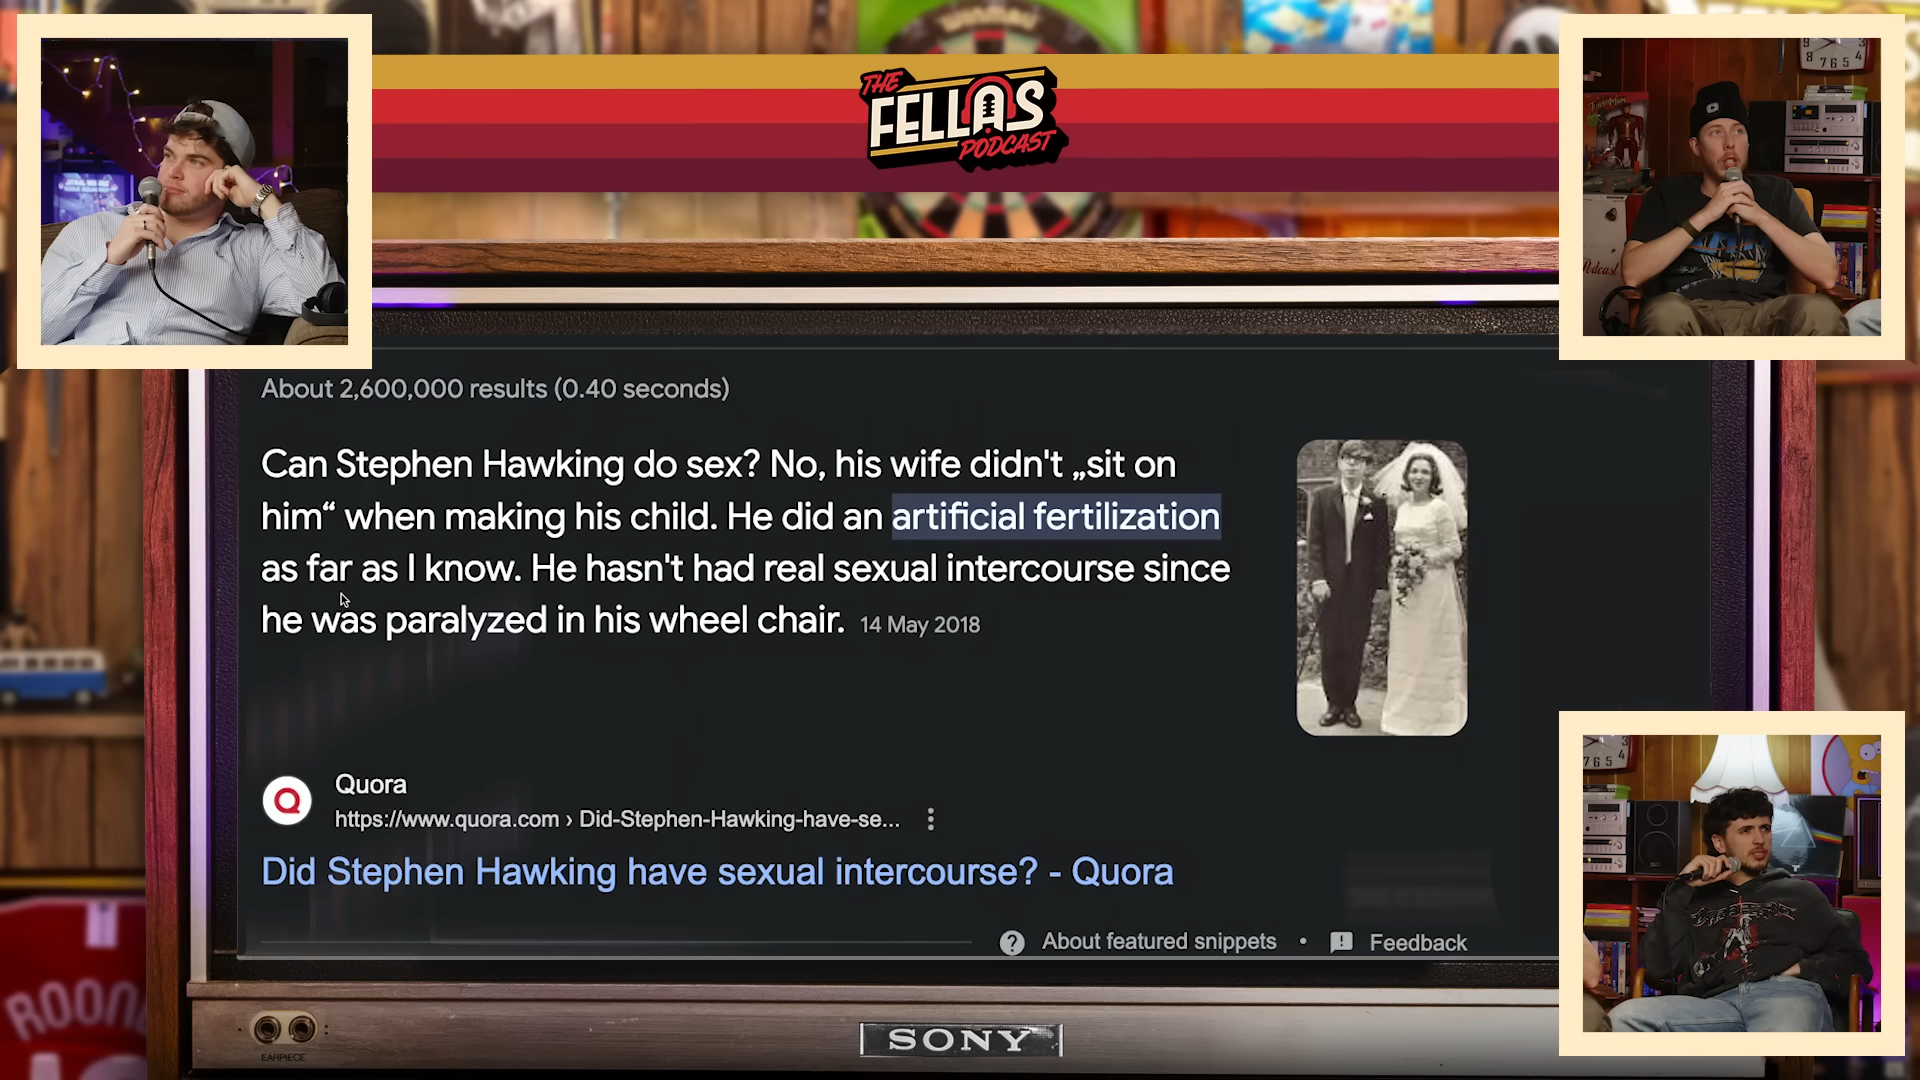 THE
FELLAS
PODCAST
About 2,600,000 results (0.40 seconds)
Can Stephen Hawking do sex? No, his wife didn't „sit on
him“ when making his child. He did an artificial fertilization
as far as I know. He hasn't had real sexual intercourse since
he was paralyzed in his wheel chair. 14 May 2018
Quora
https://www.quora.com › Did-Stephen-Hawking-have-se...
Did Stephen Hawking have sexual intercourse? - Quora
About featured snippets • Feedback
SONY
EARPIECE
ROON